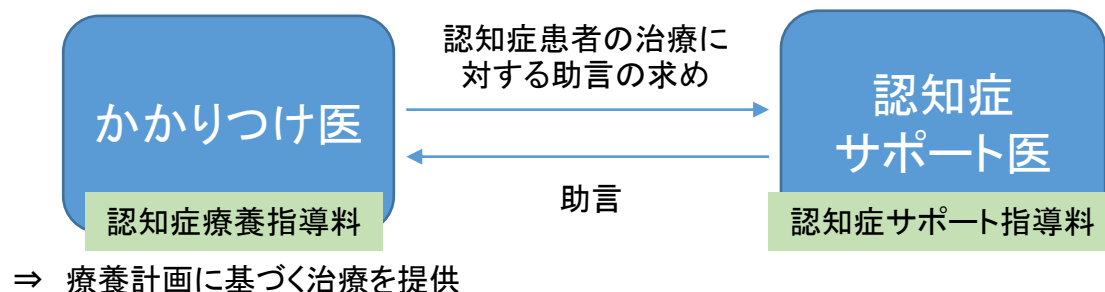 認知症患者の治療に
対する助言の求め
かかりつけ医
認知症
サポート医
助言
認知症療養指導料
認知症サポート指導料
⇒ 療養計画に基づく治療を提供